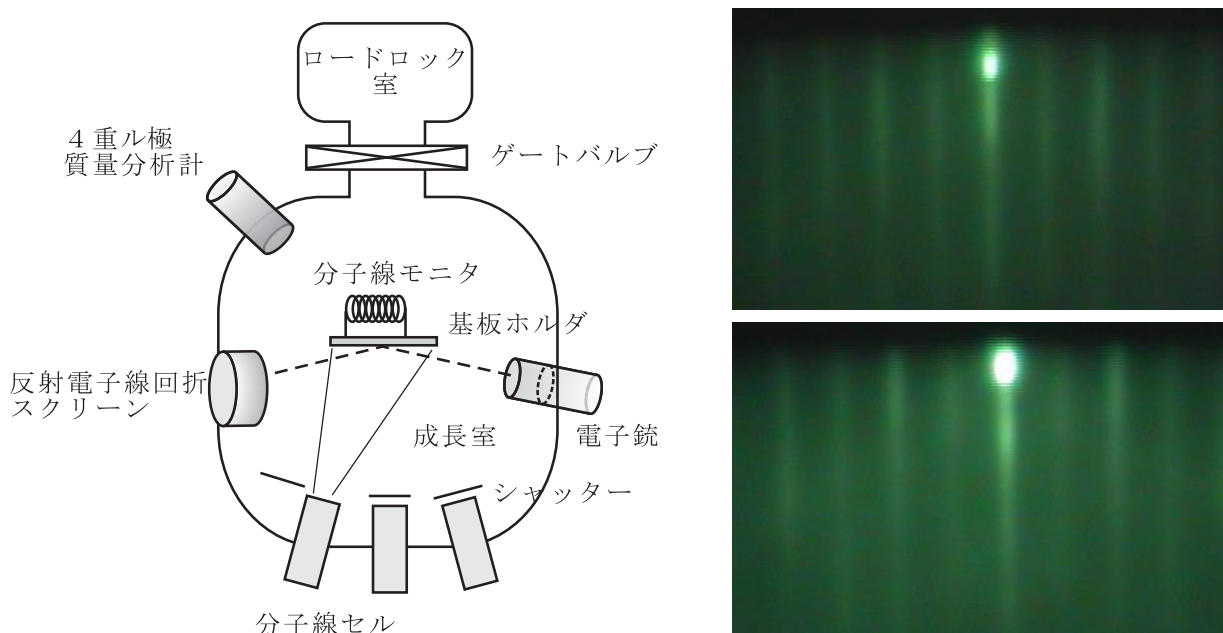 ロードロック
室
4重ル極
質量分析計
ゲートバルブ
分子線モニタ
基板ホルダ
反射電子線回折
スクリーン
成長室
電子銃
シャッター
分子線セル